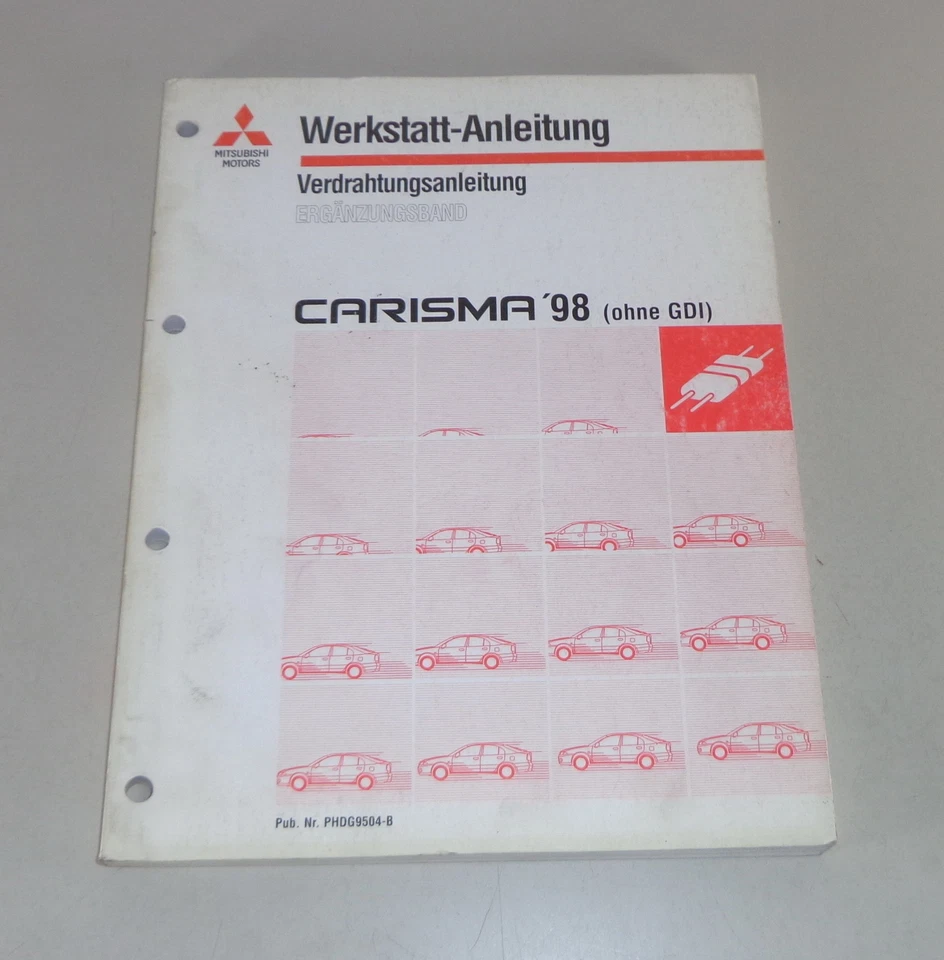 Werkstatt-Anleitung
MITSUBISHI
MOTORS
Verdrahtungsanleitung
ERGÄNZUNGSBAND
CARISMA '98 (ohne GDI)
Pub. Nr. PHDG9504-B